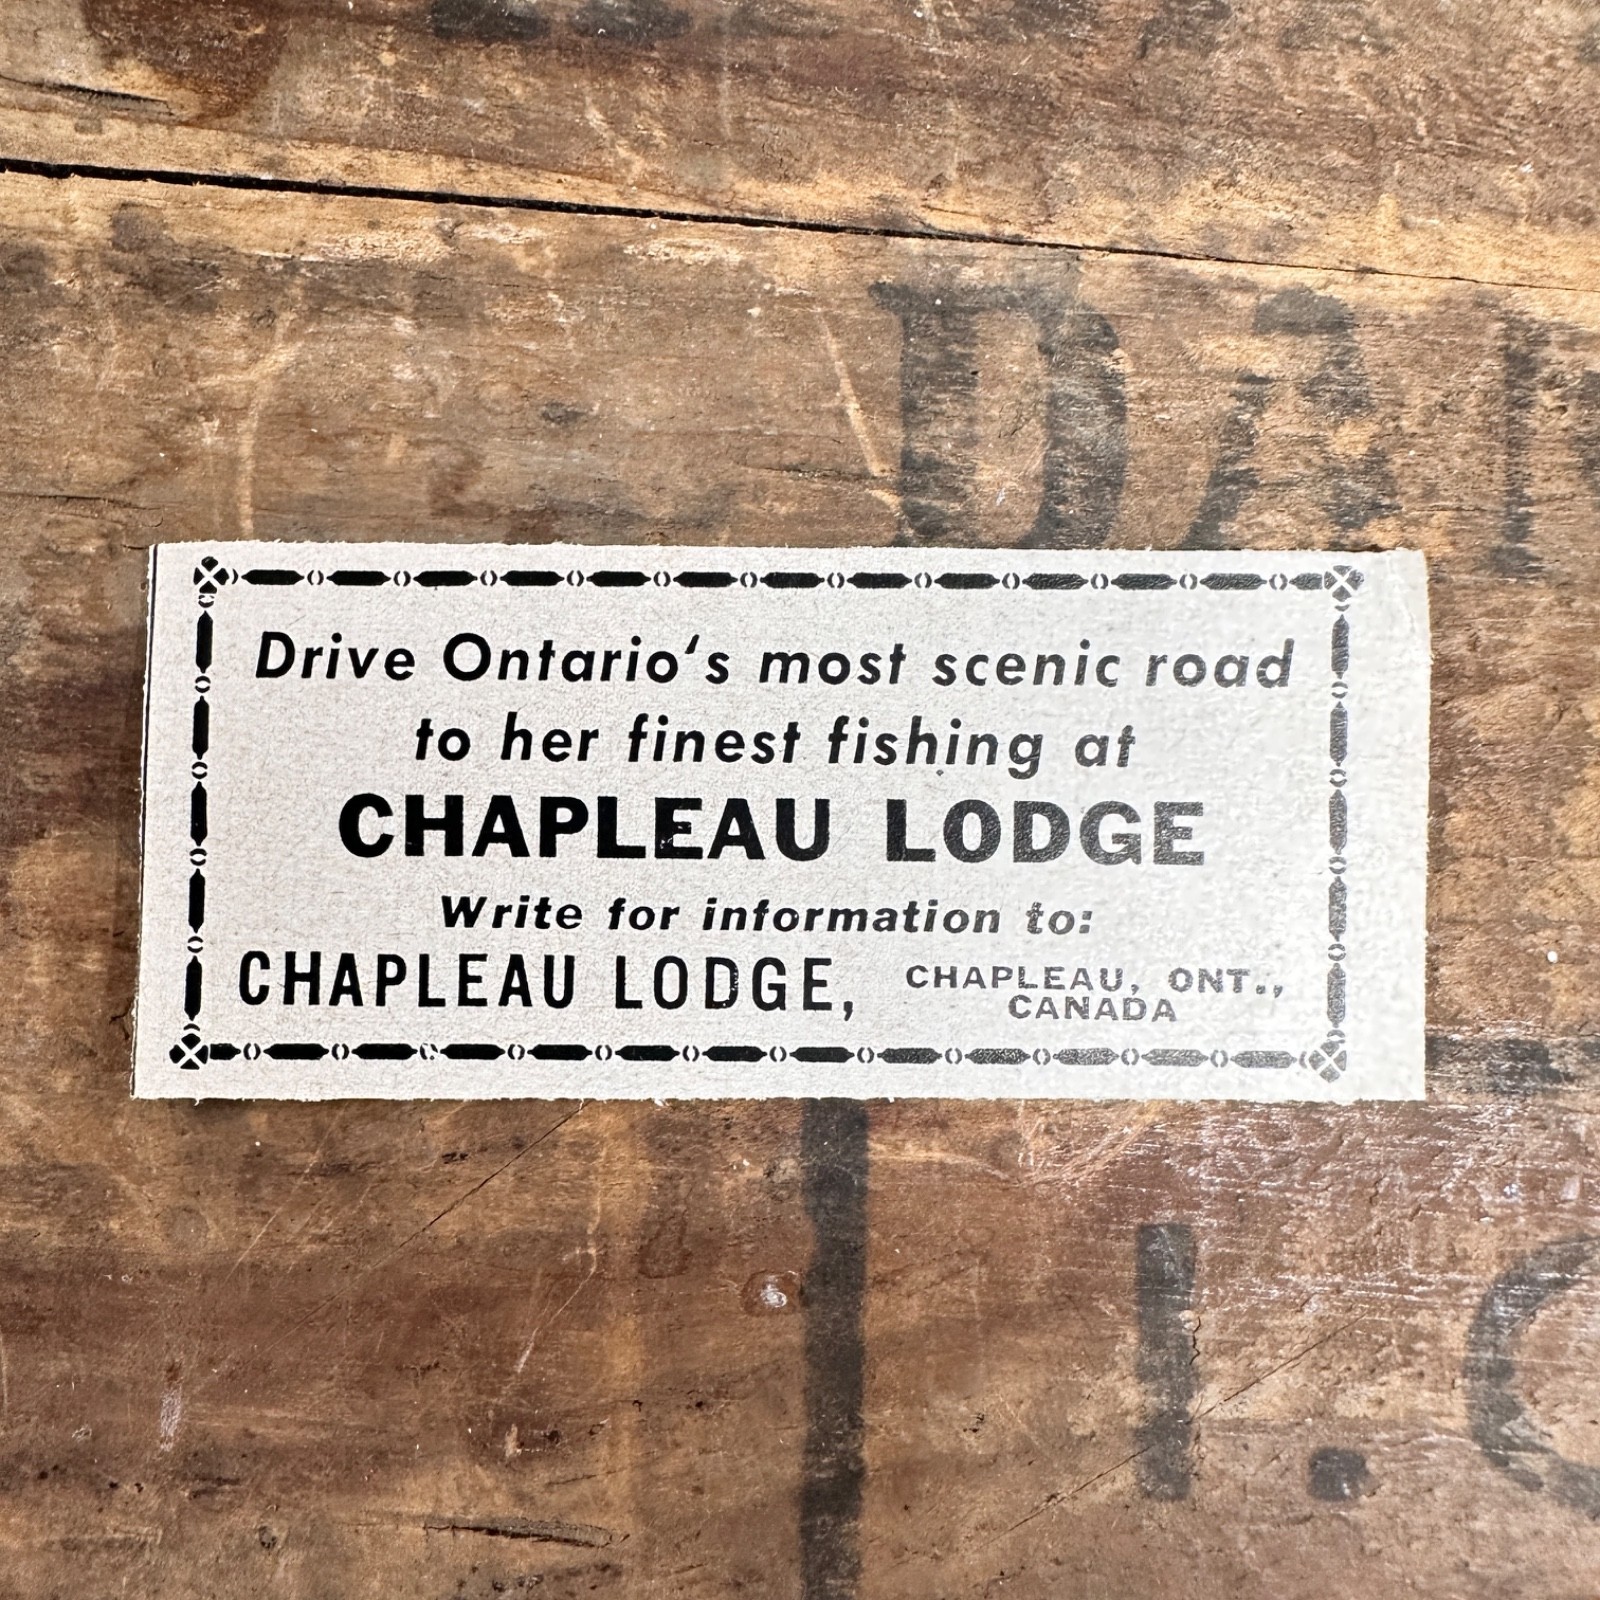 DA
Drive Ontario's most scenic road
to her finest fishing at
CHAPLEAU LODGE
Write for information to:
CHAPLEAU LODGE, CHAPLEAU, ONT.,
CANADA
I.